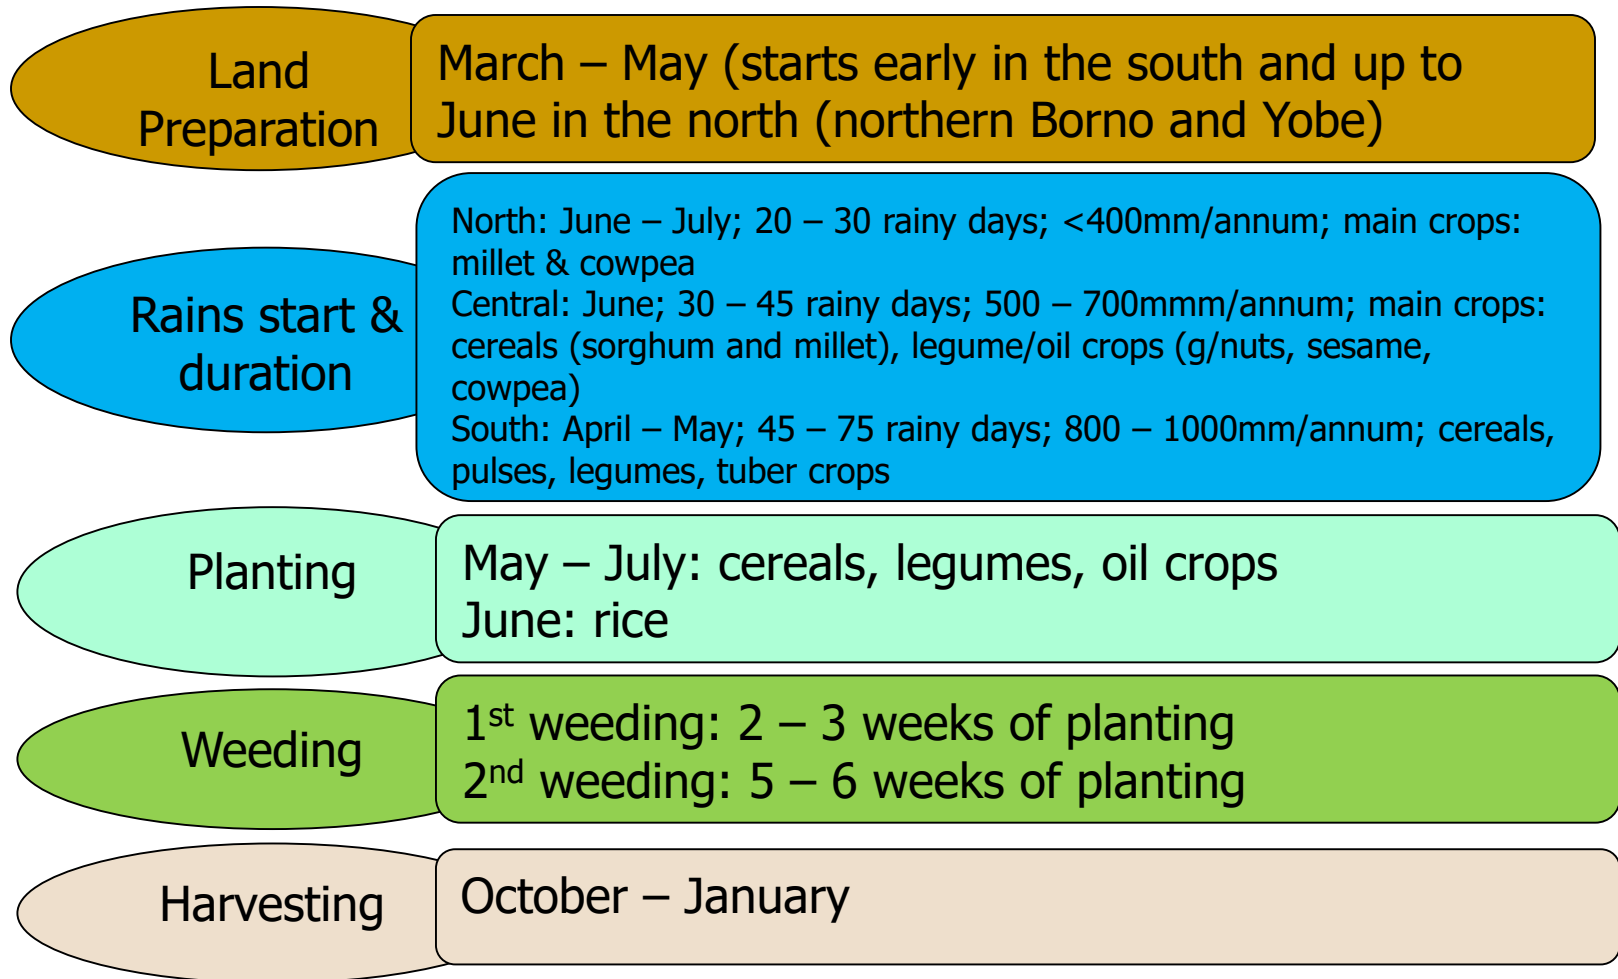 Land
Preparation
March – May (starts early in the south and up to
June in the north (northern Borno and Yobe)
Rains start &
duration
North: June – July; 20 – 30 rainy days; <400mm/annum; main crops:
millet & cowpea
Central: June; 30 – 45 rainy days; 500 – 700mmm/annum; main crops:
cereals (sorghum and millet), legume/oil crops (g/nuts, sesame,
cowpea)
South: April – May; 45 – 75 rainy days; 800 – 1000mm/annum; cereals,
pulses, legumes, tuber crops
Planting
May – July: cereals, legumes, oil crops
June: rice
Weeding
1st weeding: 2 – 3 weeks of planting
2nd weeding: 5 – 6 weeks of planting
Harvesting
October – January